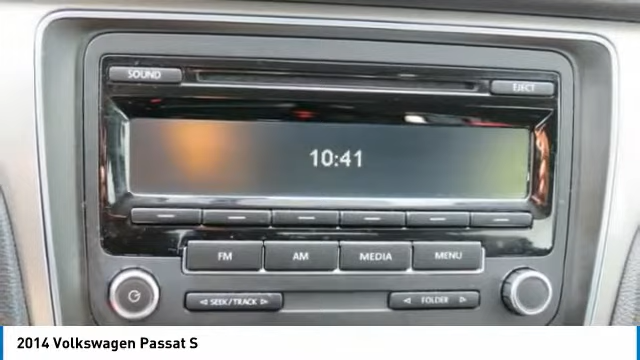 SOUND
EJECT
10:41
FM AM MEDIA MENU
◁ SEEK/TRACK ▷ ◁ FOLDER ▷
2014 Volkswagen Passat S